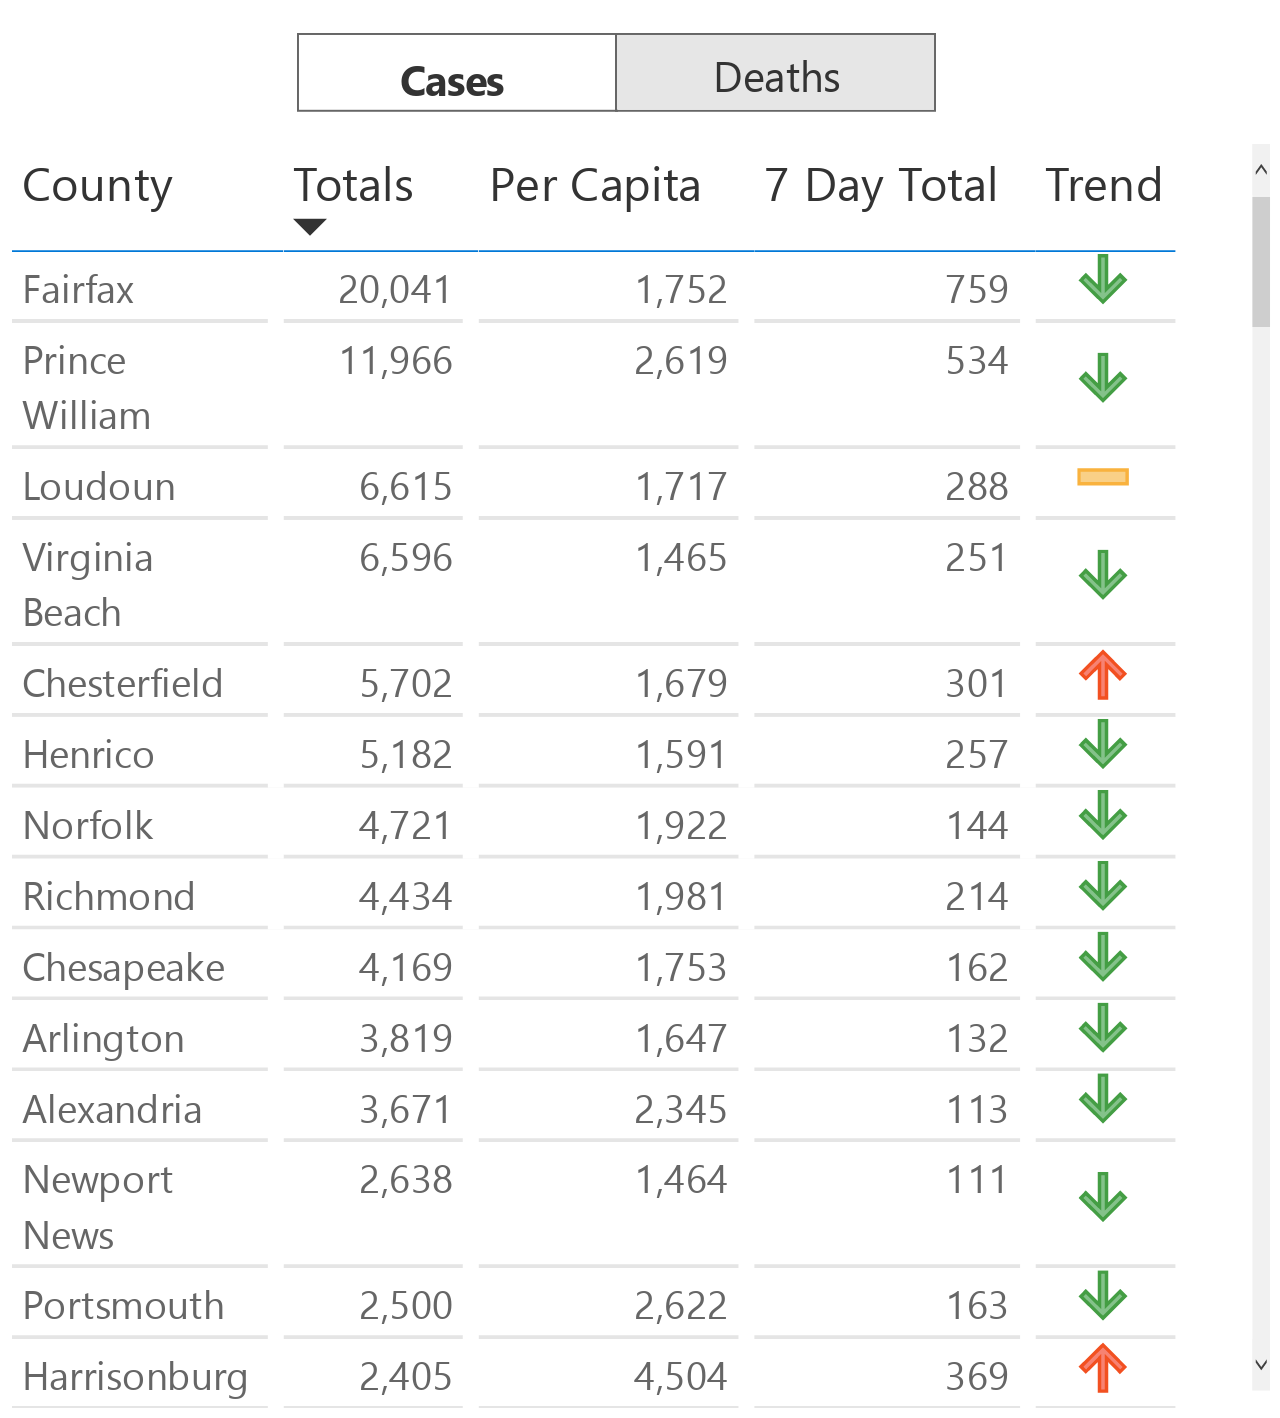 Cases Deaths
County Totals Per Capita 7 Day Total Trend
Fairfax 20,041 1,752 759
Prince 11,966 2,619 534
William
Loudoun 6,615 1,717 288
Virginia 6,596 1,465 251
Beach
Chesterfield 5,702 1,679 301
Henrico 5,182 1,591 257
Norfolk 4,721 1,922 144
Richmond 4,434 1,981 214
Chesapeake 4,169 1,753 162
Arlington 3,819 1,647 132
Alexandria 3,671 2,345 113
Newport 2,638 1,464 111
News
Portsmouth 2,500 2,622 163
Harrisonburg 2,405 4,504 369